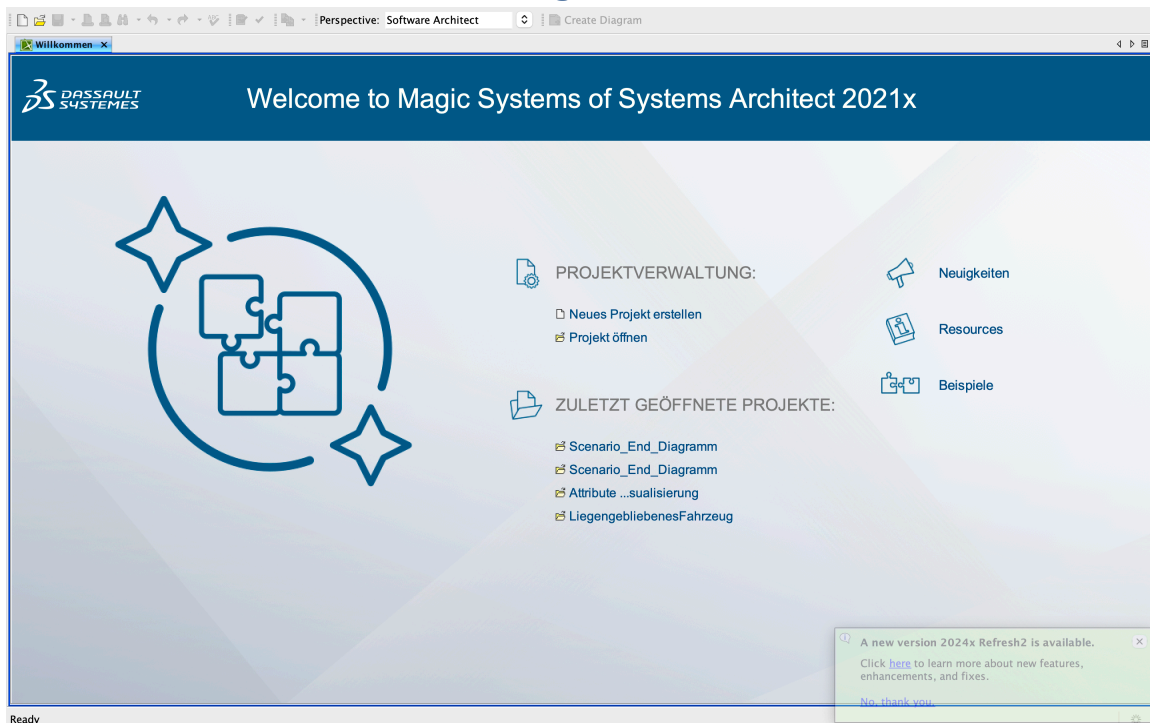 Perspective: Software Architect Create Diagram
Willkommen
DASSAULT
SYSTEMES
Welcome to Magic Systems of Systems Architect 2021x
PROJEKTVERWALTUNG:
Neues Projekt erstellen
Projekt öffnen
ZULETZT GEÖFFNETE PROJEKTE:
Scenario_End_Diagramm
Scenario_End_Diagramm
Attribute ...sualisierung
LiegengebliebenesFahrzeug
Neuigkeiten
Resources
Beispiele
A new version 2024x Refresh2 is available.
Click here to learn more about new features,
enhancements, and fixes.
No, thank you.
Ready